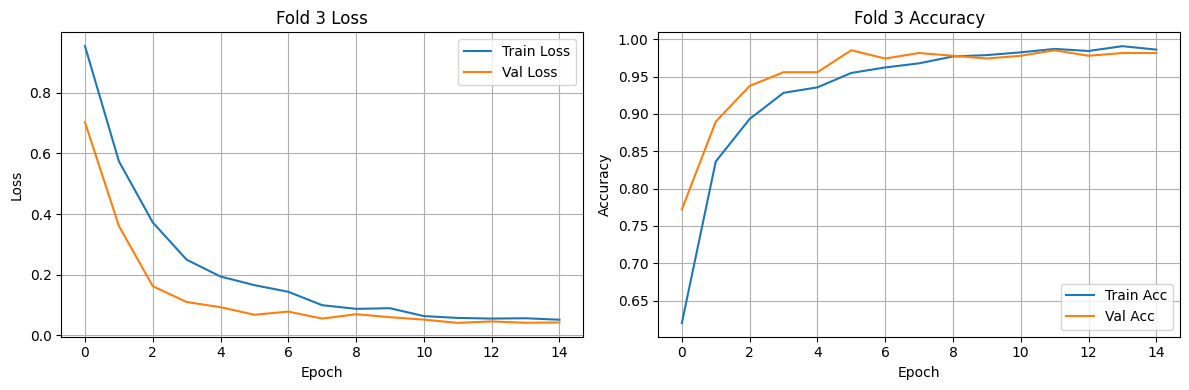 Fold 3 Loss
Train Loss
Val Loss
Loss
0.8
0.6
0.4
0.2
0.0
0 2 4 6 8 10 12 14
Epoch
Fold 3 Accuracy
Accuracy
1.00
0.95
0.90
0.85
0.80
0.75
0.70
0.65
Train Acc
Val Acc
0 2 4 6 8 10 12 14
Epoch